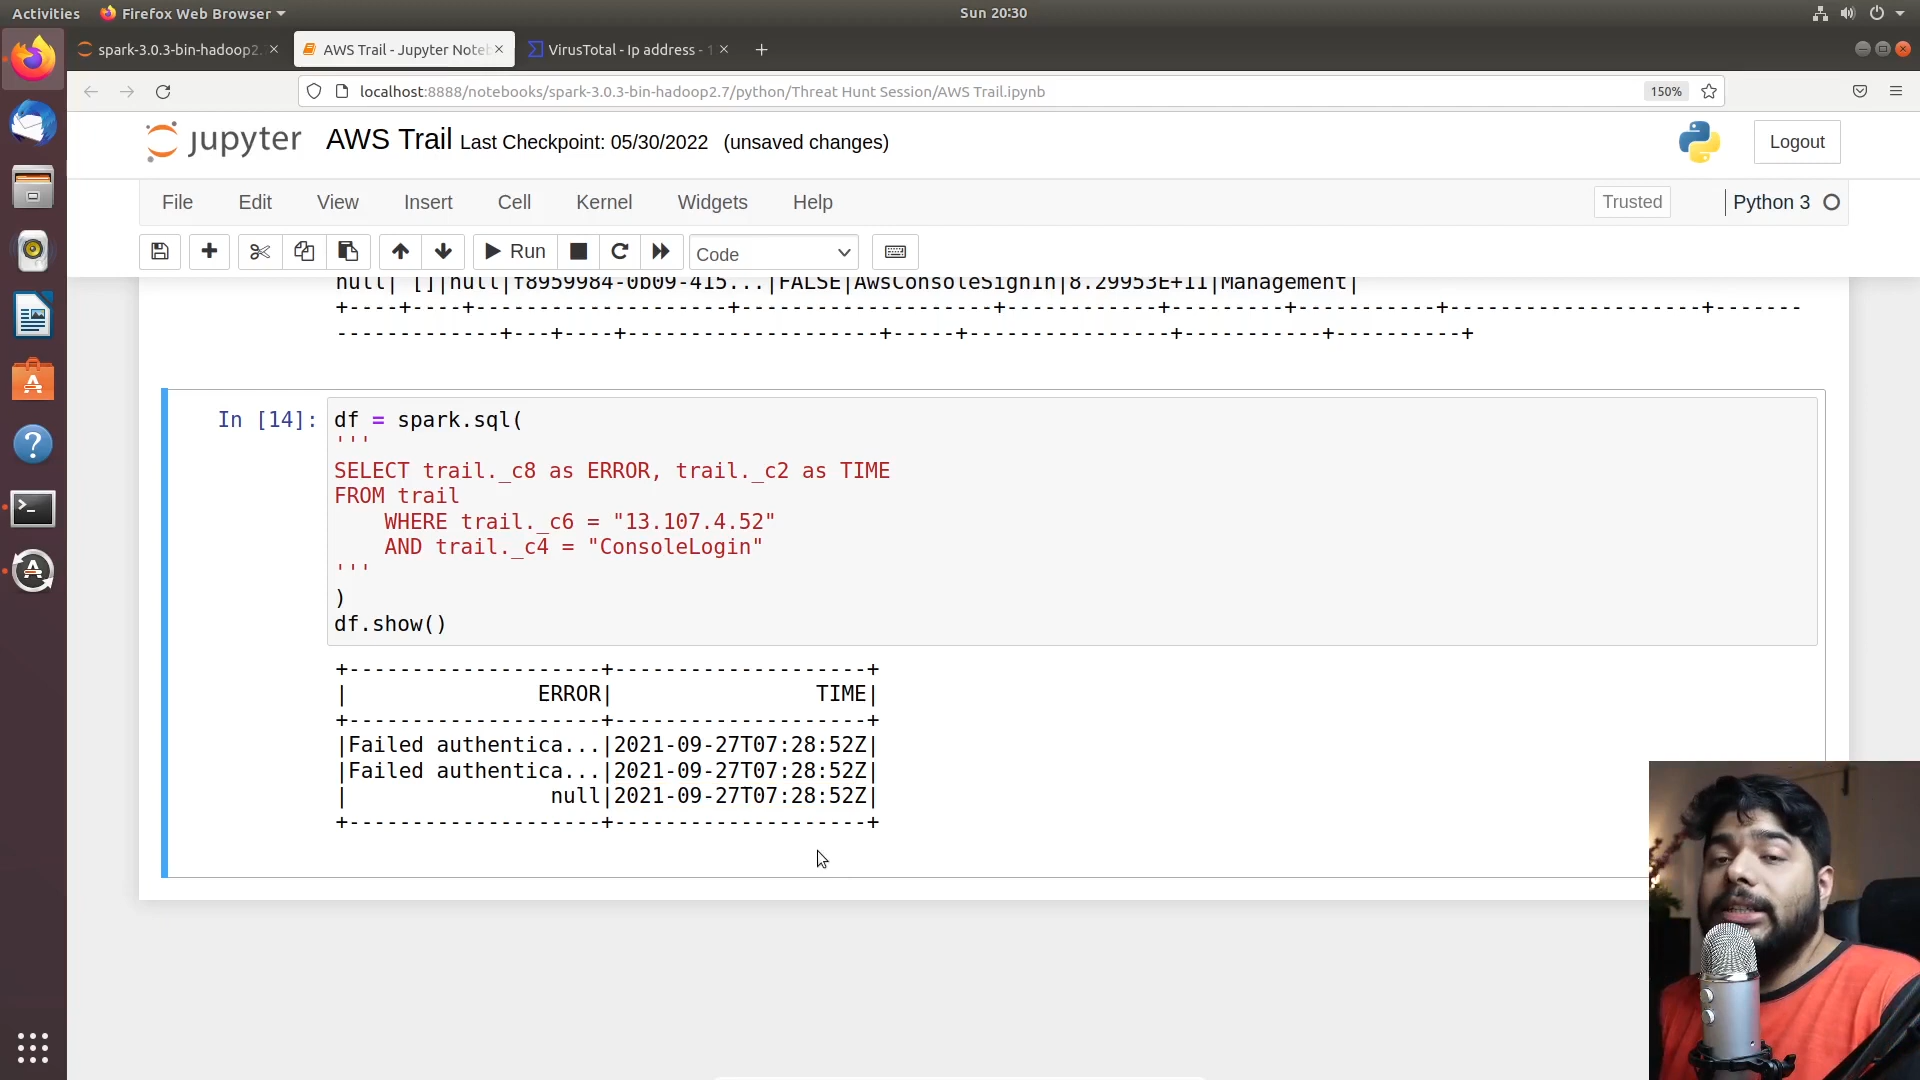 Activities Firefox Web Browser Sun 20:30
spark-3.0.3-bin-hadoop2. AWS Trail - Jupyter Noteb VirusTotal - Ip address - 1
localhost:8888/notebooks/spark-3.0.3-bin-hadoop2.7/python/Threat Hunt Session/AWS Trail.ipynb 150%
jupyter AWS Trail Last Checkpoint: 05/30/2022 (unsaved changes) Logout
File Edit View Insert Cell Kernel Widgets Help Trusted Python 3
Run Code
null| []|null|f8959984-0b09-415...|FALSE|AwsConsoleSignIn|8.29953E+11|Management|
+----+----+--------------------+--------------------+------------+---------+-----------+--------------------+-------
-------------+---+----+--------------------+-----+----------------+-----------+----------+
In [14]: df = spark.sql(
'''
SELECT trail._c8 as ERROR, trail._c2 as TIME
FROM trail
WHERE trail._c6 = "13.107.4.52"
AND trail._c4 = "ConsoleLogin"
'''
)
df.show()
+--------------------+--------------------+
| ERROR| TIME|
+--------------------+--------------------+
|Failed authentica...|2021-09-27T07:28:52Z|
|Failed authentica...|2021-09-27T07:28:52Z|
| null|2021-09-27T07:28:52Z|
+--------------------+--------------------+